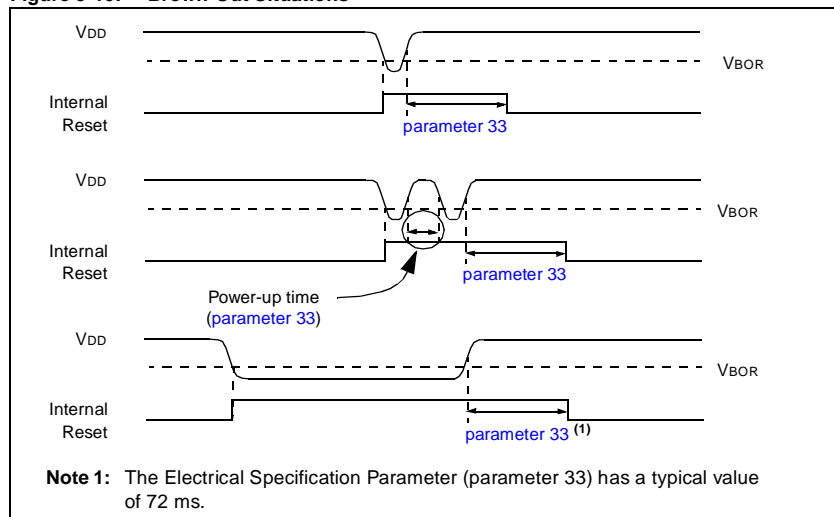 VDD
VBOR
Internal
Reset
parameter 33
VDD
VBOR
Internal
Reset
parameter 33
Power-up time
(parameter 33)
VDD
VBOR
Internal
Reset
parameter 33 (1)
Note 1: The Electrical Specification Parameter (parameter 33) has a typical value
of 72 ms.